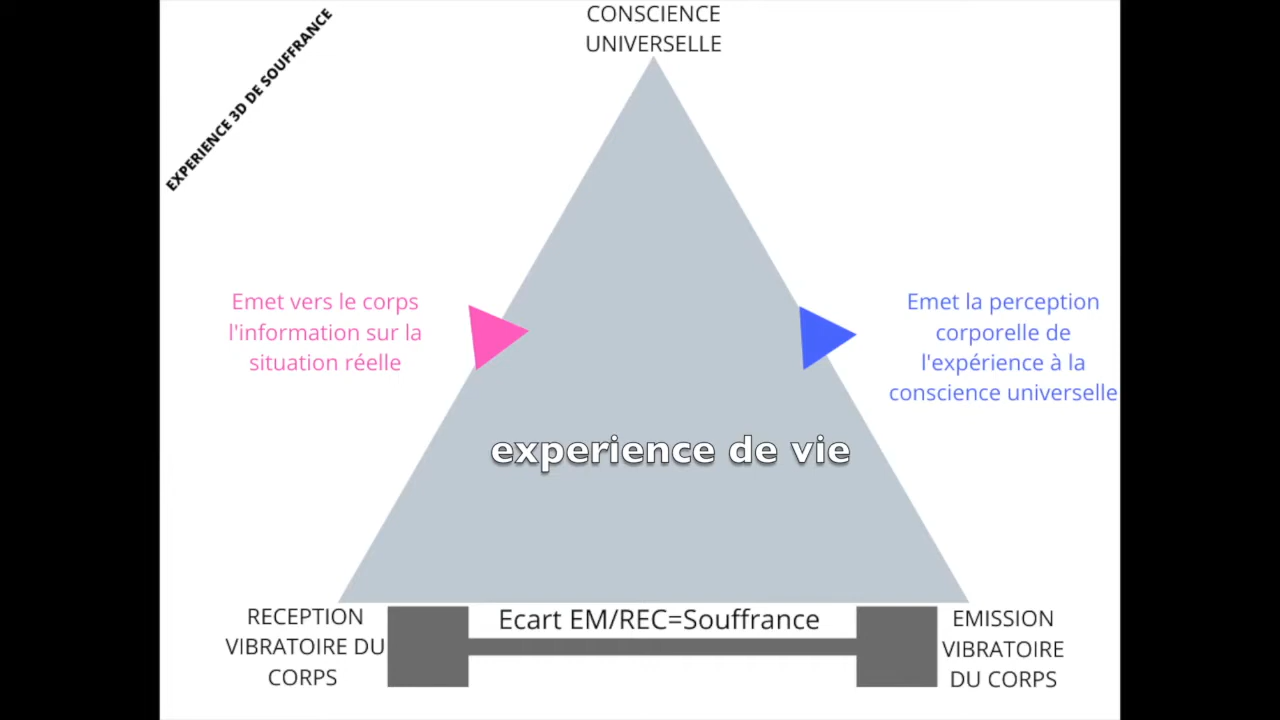 EXPERIENCE 3D DE SOUFFRANCE
CONSCIENCE
UNIVERSELLE
Emet vers le corps
l'information sur la
situation réelle
Emet la perception
corporelle de
l'expérience à la
conscience universelle
experience de vie
RECEPTION
VIBRATOIRE DU
CORPS
Ecart EM/REC=Souffrance
EMISSION
VIBRATOIRE
DU CORPS